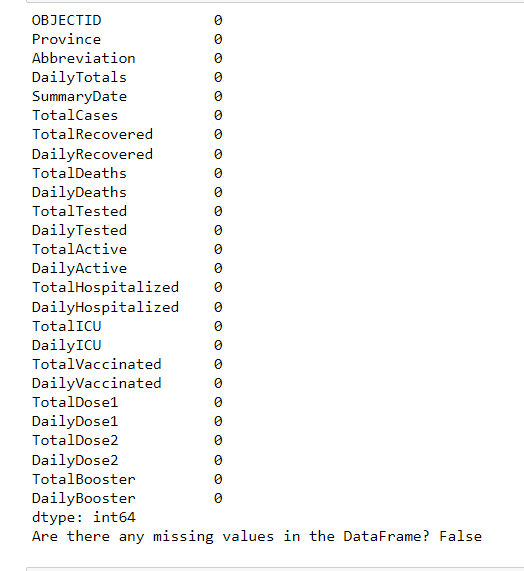 OBJECTID 0
Province 0
Abbreviation 0
DailyTotals 0
SummaryDate 0
TotalCases 0
TotalRecovered 0
DailyRecovered 0
TotalDeaths 0
DailyDeaths 0
TotalTested 0
DailyTested 0
TotalActive 0
DailyActive 0
TotalHospitalized 0
DailyHospitalized 0
TotalICU 0
DailyICU 0
TotalVaccinated 0
DailyVaccinated 0
TotalDose1 0
DailyDose1 0
TotalDose2 0
DailyDose2 0
TotalBooster 0
DailyBooster 0
dtype: int64
Are there any missing values in the DataFrame? False